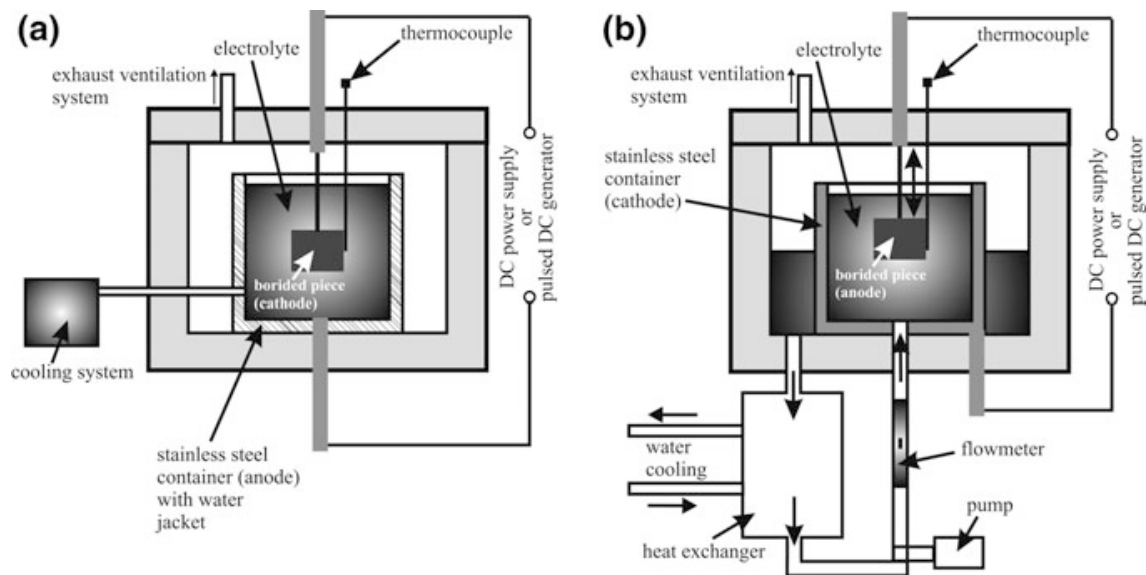 (a)
electrolyte
thermocouple
exhaust ventilation
system
DC power supply
or
pulsed DC generator
borided piece
(cathode)
cooling system
stainless steel
container (anode)
with water
jacket
(b)
electrolyte
thermocouple
exhaust ventilation
system
stainless steel
container
(cathode)
DC power supply
or
pulsed DC generator
borided piece
(anode)
water
cooling
flowmeter
pump
heat exchanger